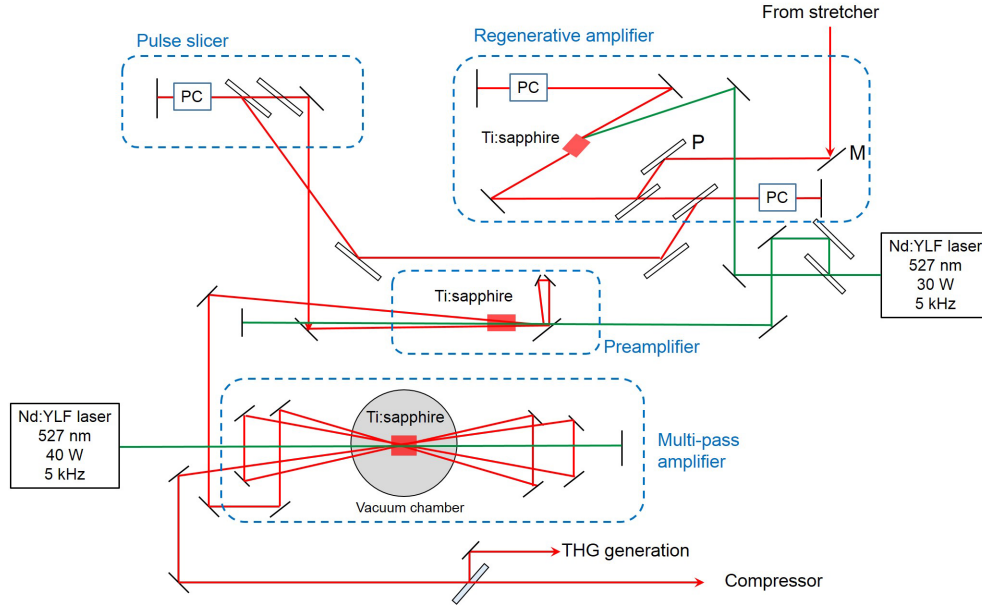 From stretcher
Pulse slicer
Regenerative amplifier
PC
PC
Ti:sapphire
P
M
PC
Nd:YLF laser
527 nm
30 W
5 kHz
Ti:sapphire
Preamplifier
Nd:YLF laser
527 nm
40 W
5 kHz
Ti:sapphire
Multi-pass
amplifier
Vacuum chamber
THG generation
Compressor